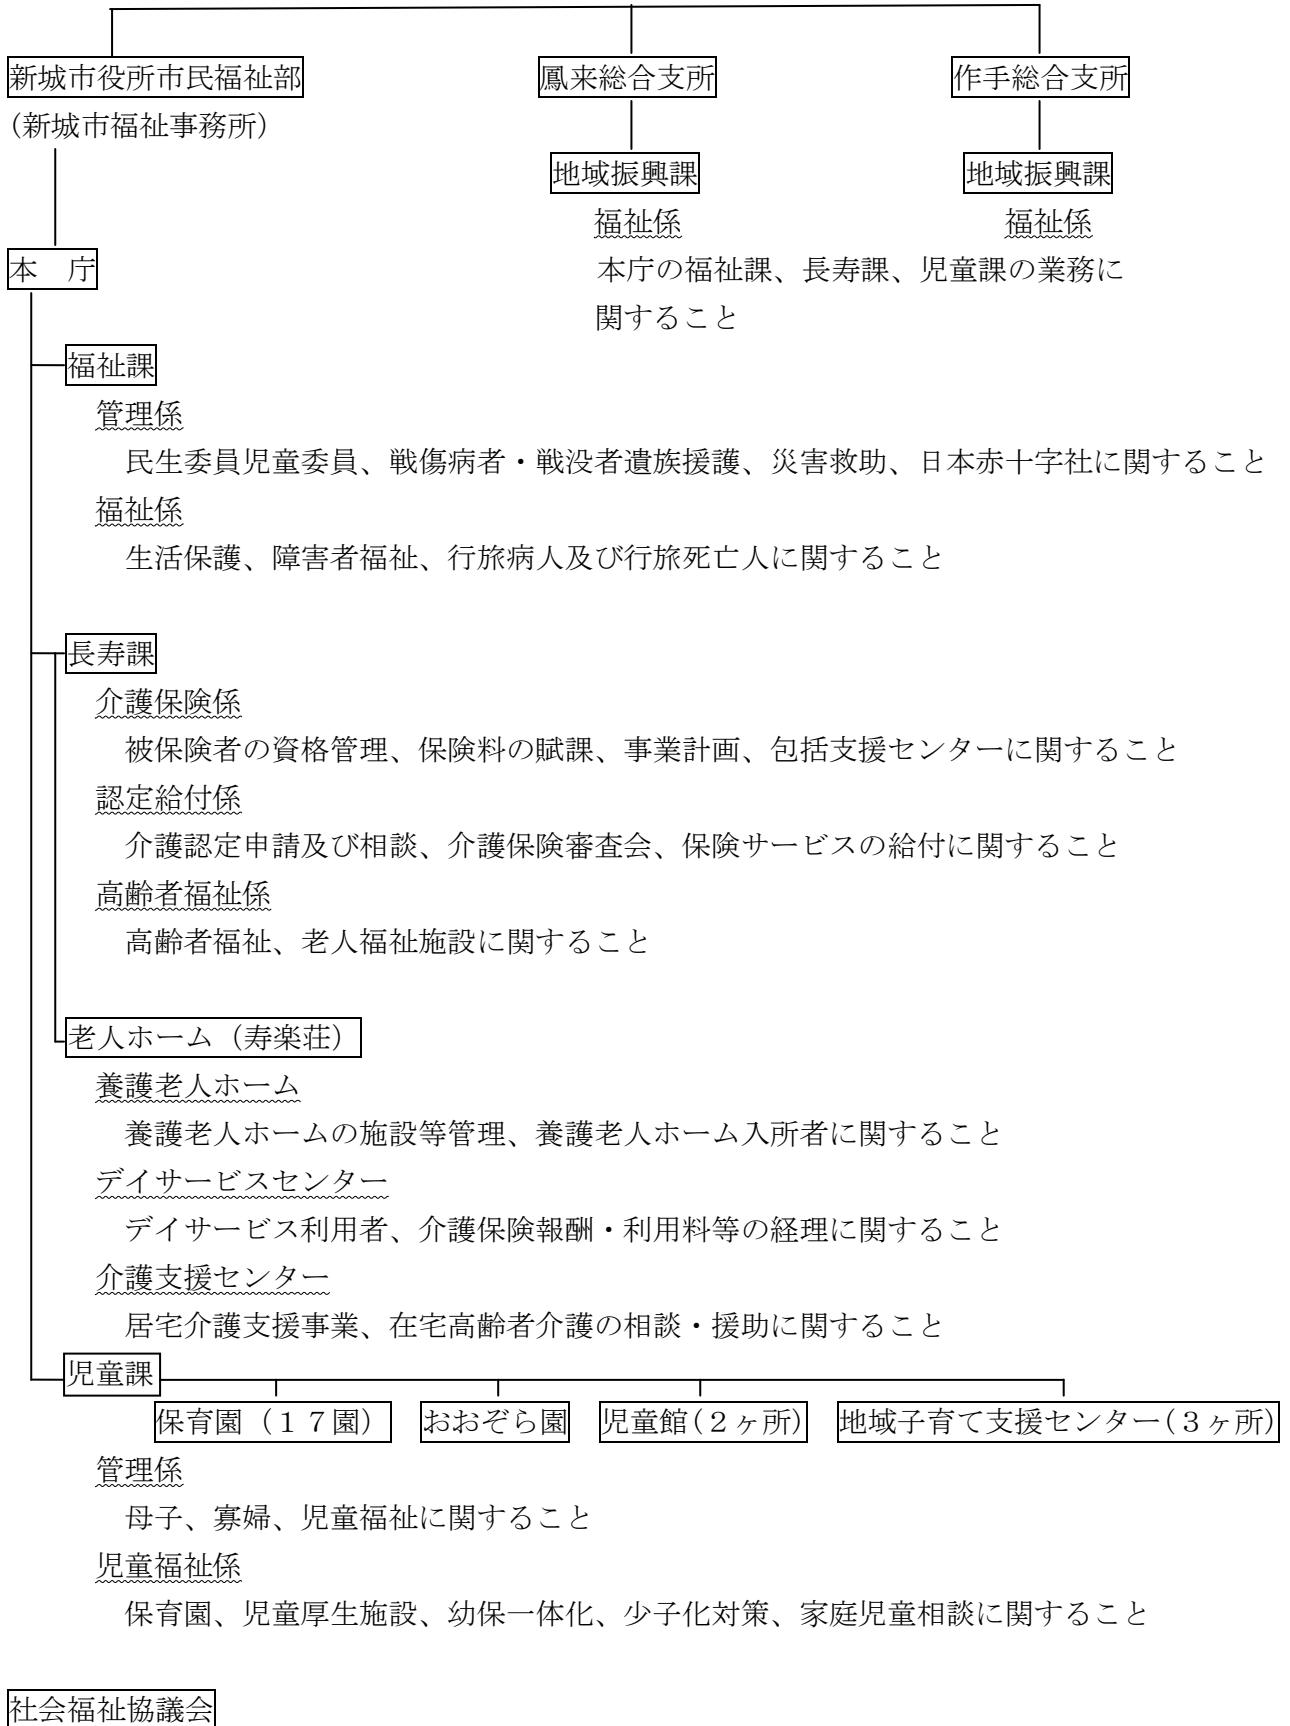 新城市役所市民福祉部
鳳来総合支所
作手総合支所
(新城市福祉事務所)
地域振興課
地域振興課
福祉係
福祉係
本　庁
本庁の福祉課、長寿課、児童課の業務に
関すること
福祉課
管理係
民生委員児童委員、戦傷病者・戦没者遺族援護、災害救助、日本赤十字社に関すること
福祉係
生活保護、障害者福祉、行旅病人及び行旅死亡人に関すること
長寿課
介護保険係
被保険者の資格管理、保険料の賦課、事業計画、包括支援センターに関すること
認定給付係
介護認定申請及び相談、介護保険審査会、保険サービスの給付に関すること
高齢者福祉係
高齢者福祉、老人福祉施設に関すること
老人ホーム（寿楽荘）
養護老人ホーム
養護老人ホームの施設等管理、養護老人ホーム入所者に関すること
デイサービスセンター
デイサービス利用者、介護保険報酬・利用料等の経理に関すること
介護支援センター
居宅介護支援事業、在宅高齢者介護の相談・援助に関すること
児童課
保育園（１７園）
おおぞら園
児童館(２ヶ所)
地域子育て支援センター(３ヶ所)
管理係
母子、寡婦、児童福祉に関すること
児童福祉係
保育園、児童厚生施設、幼保一体化、少子化対策、家庭児童相談に関すること
社会福祉協議会